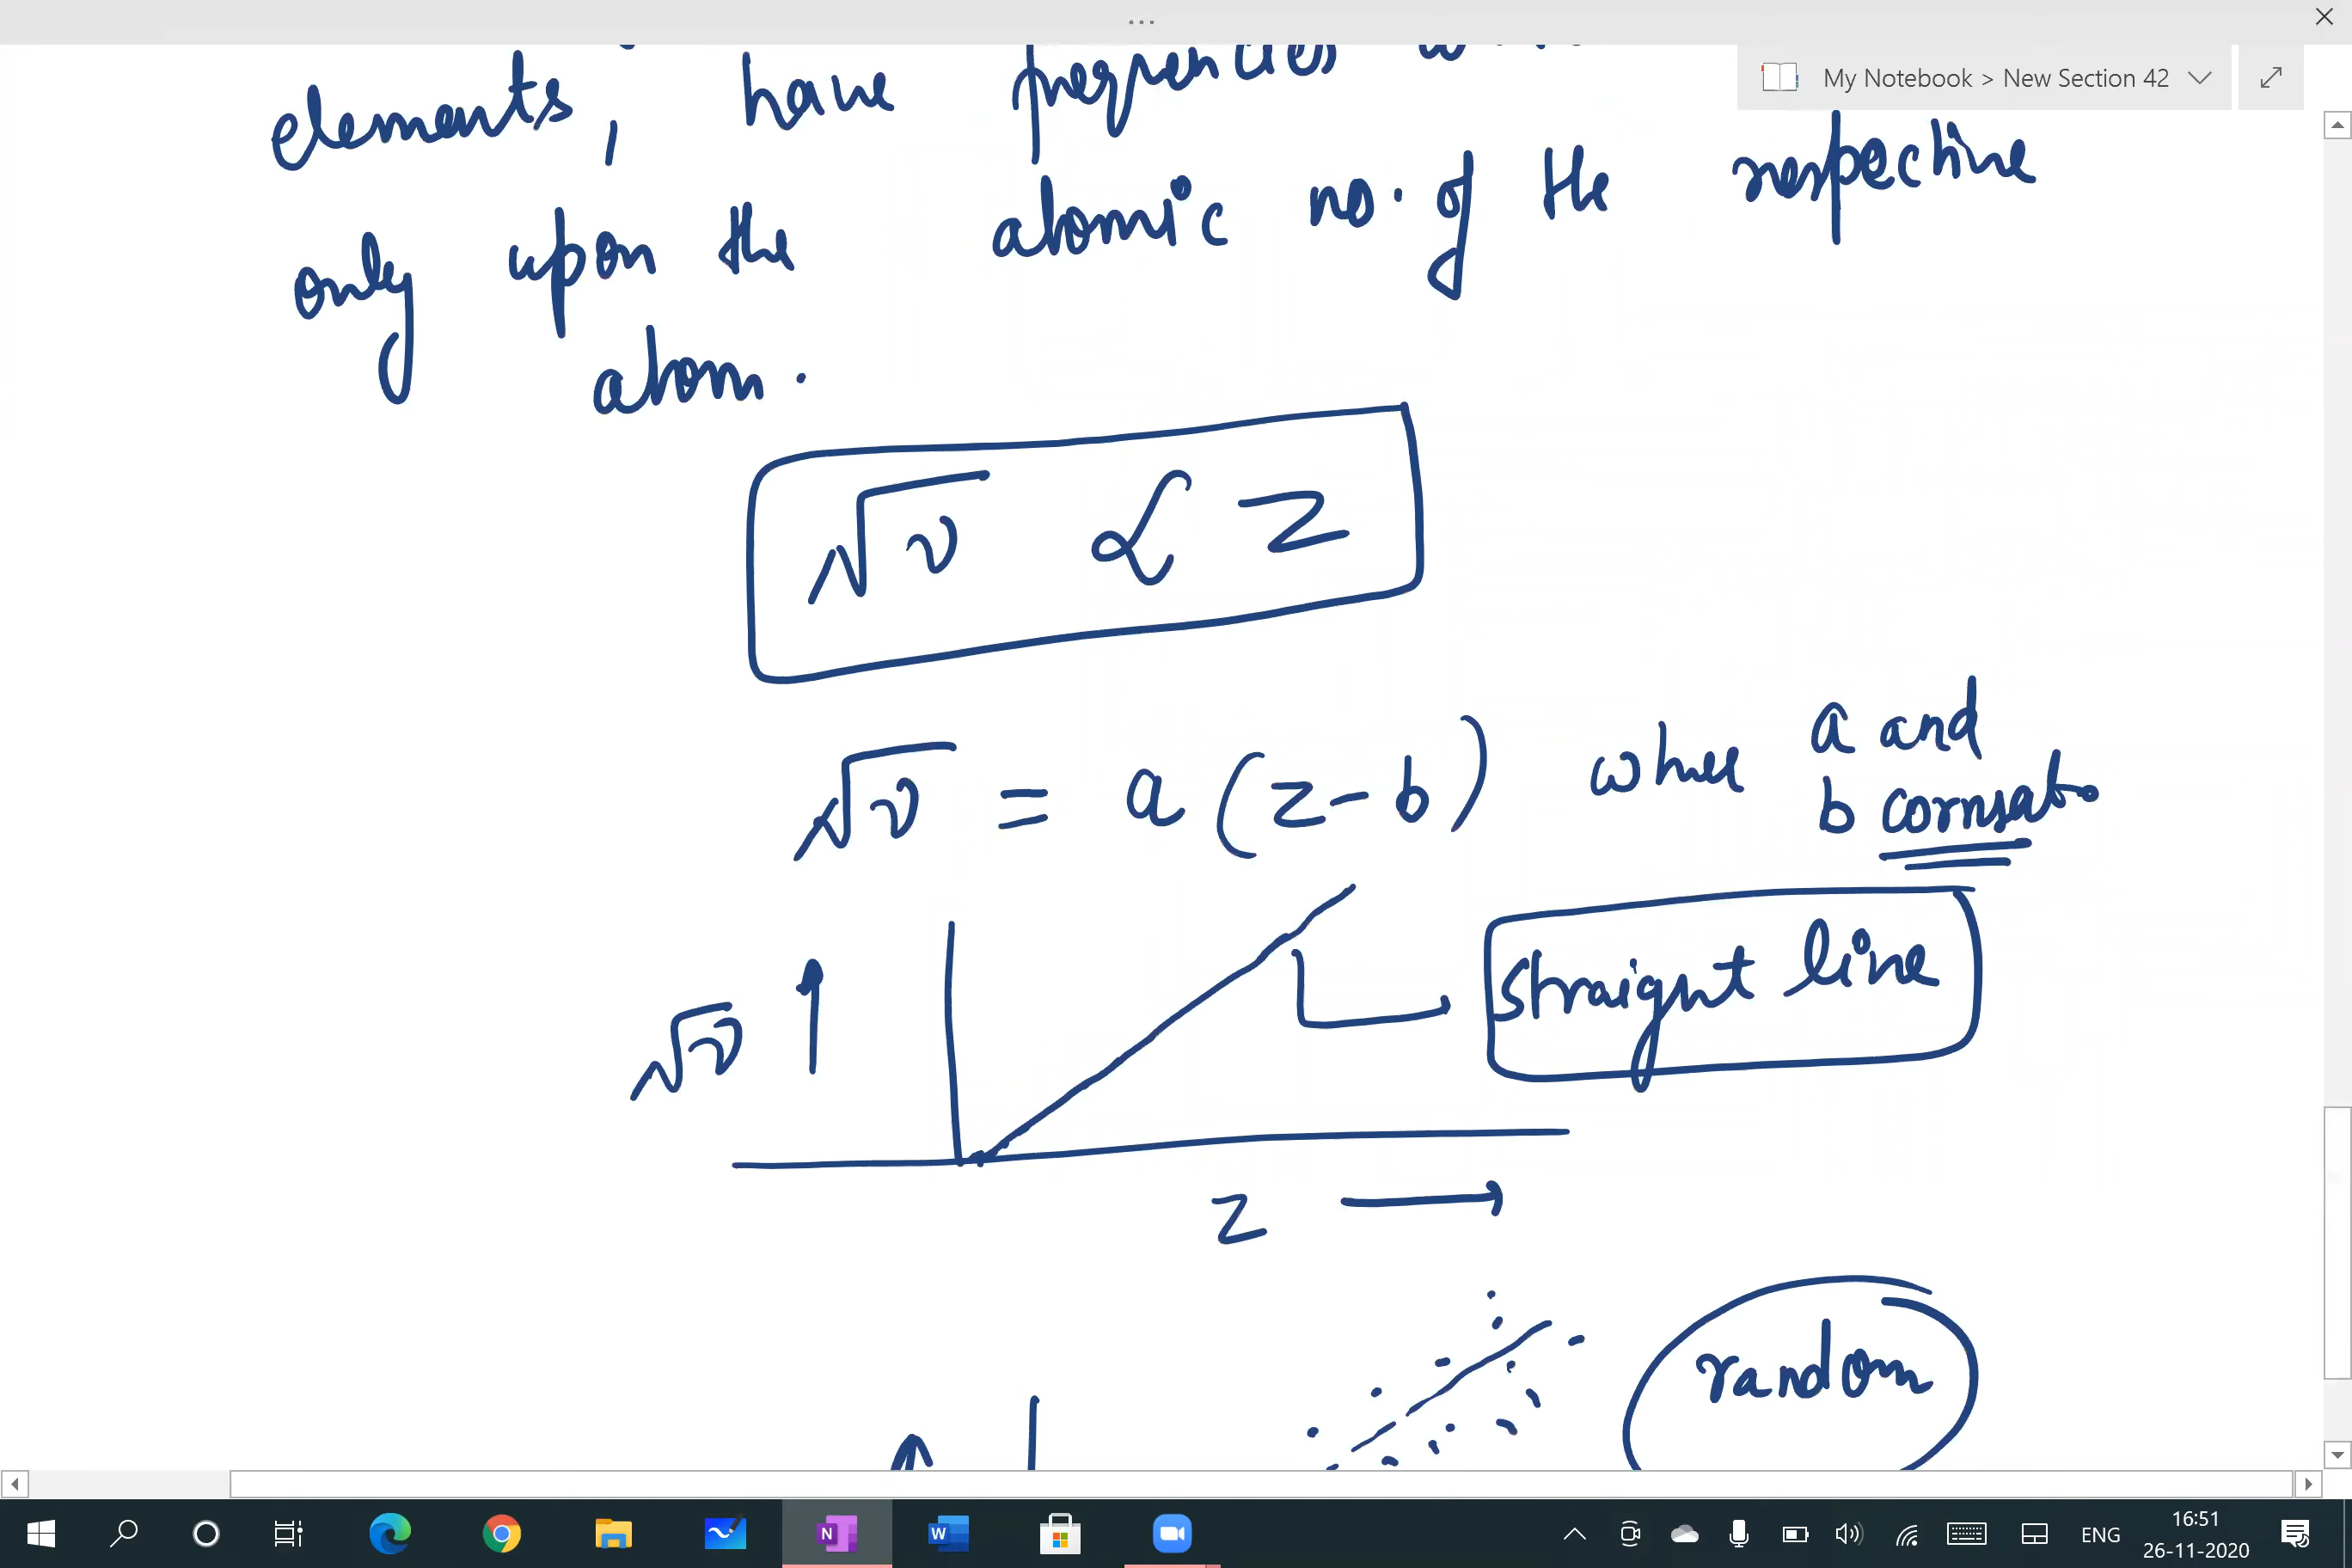 ...
My Notebook > New Section 42
elements, have frequencies
only upon the atomic no. of the respective
atom.
√ν ∝ Z
√ν = a (Z - b) where a and
b
√ν
straight line
Z
random
N
W
ENG
16:51
26-11-2020